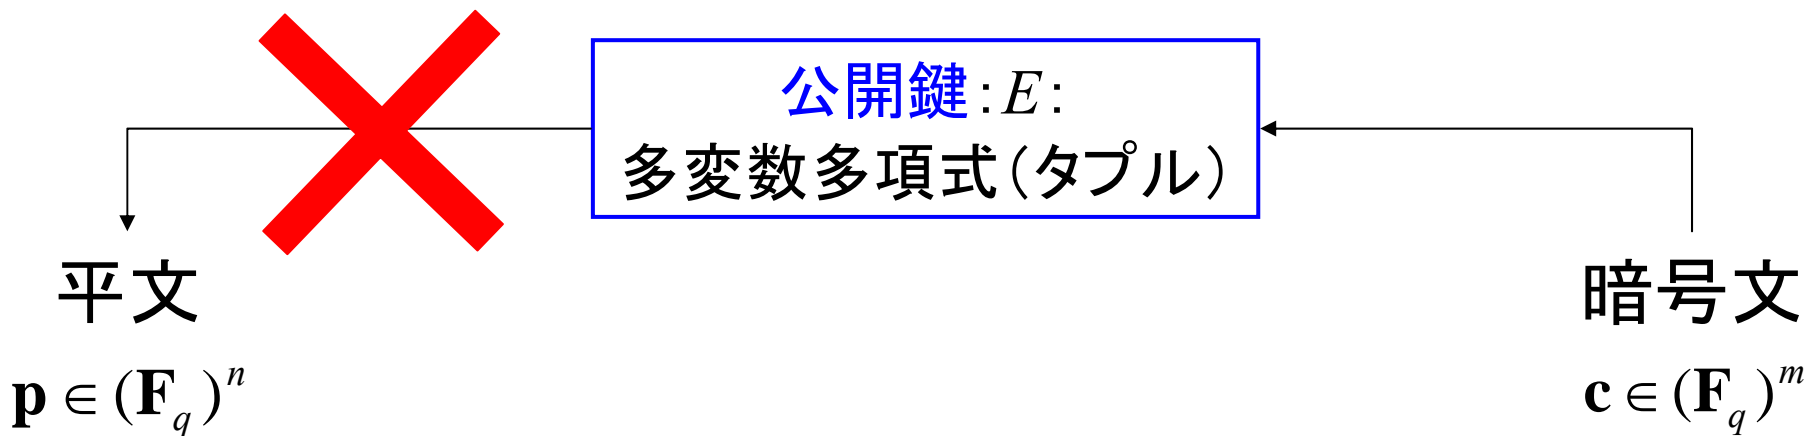 公開鍵:E:
多変数多項式(タプル)
平文
暗号文
p ∈ (F_q)^n
c ∈ (F_q)^m